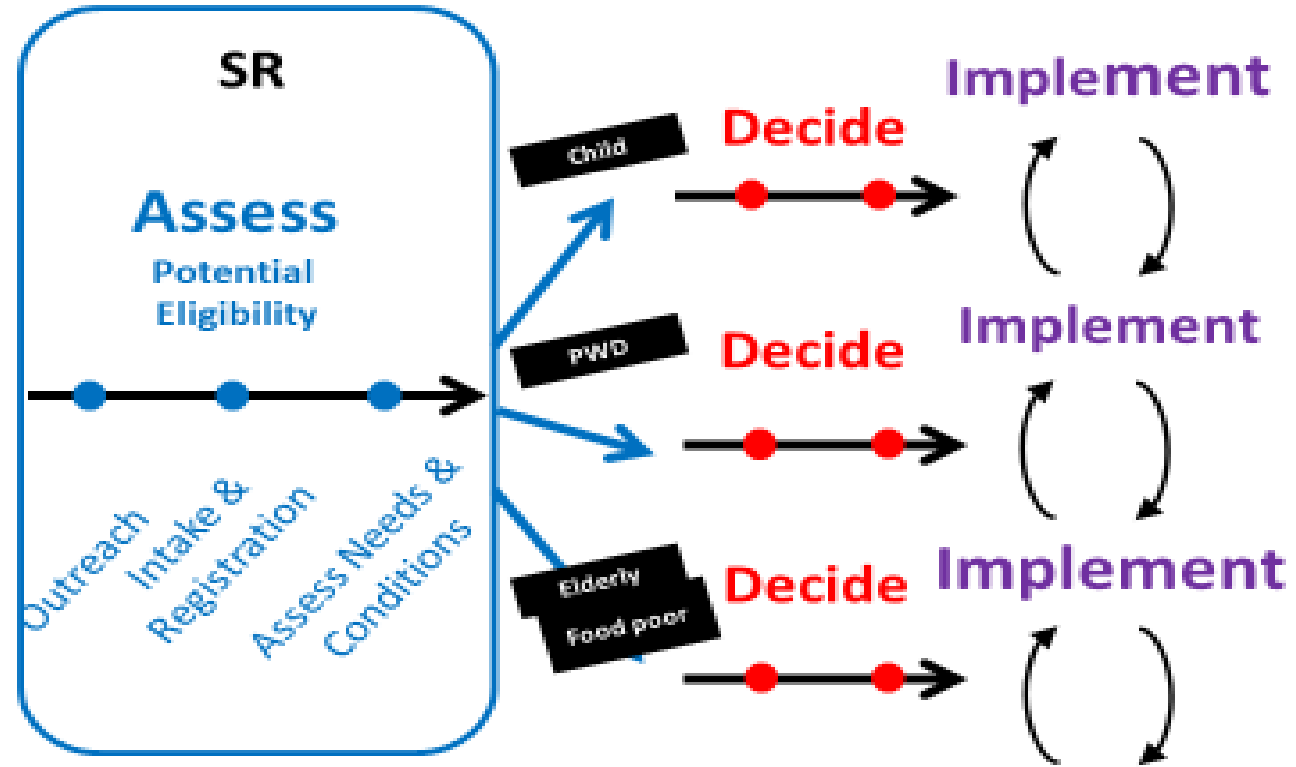 SR
Assess
Potential
Eligibility
Outreach
Intake &
Registration
Assess Needs &
Conditions
Child
Decide
Implement
PWD
Decide
Implement
Elderly
Food poor
Decide
Implement